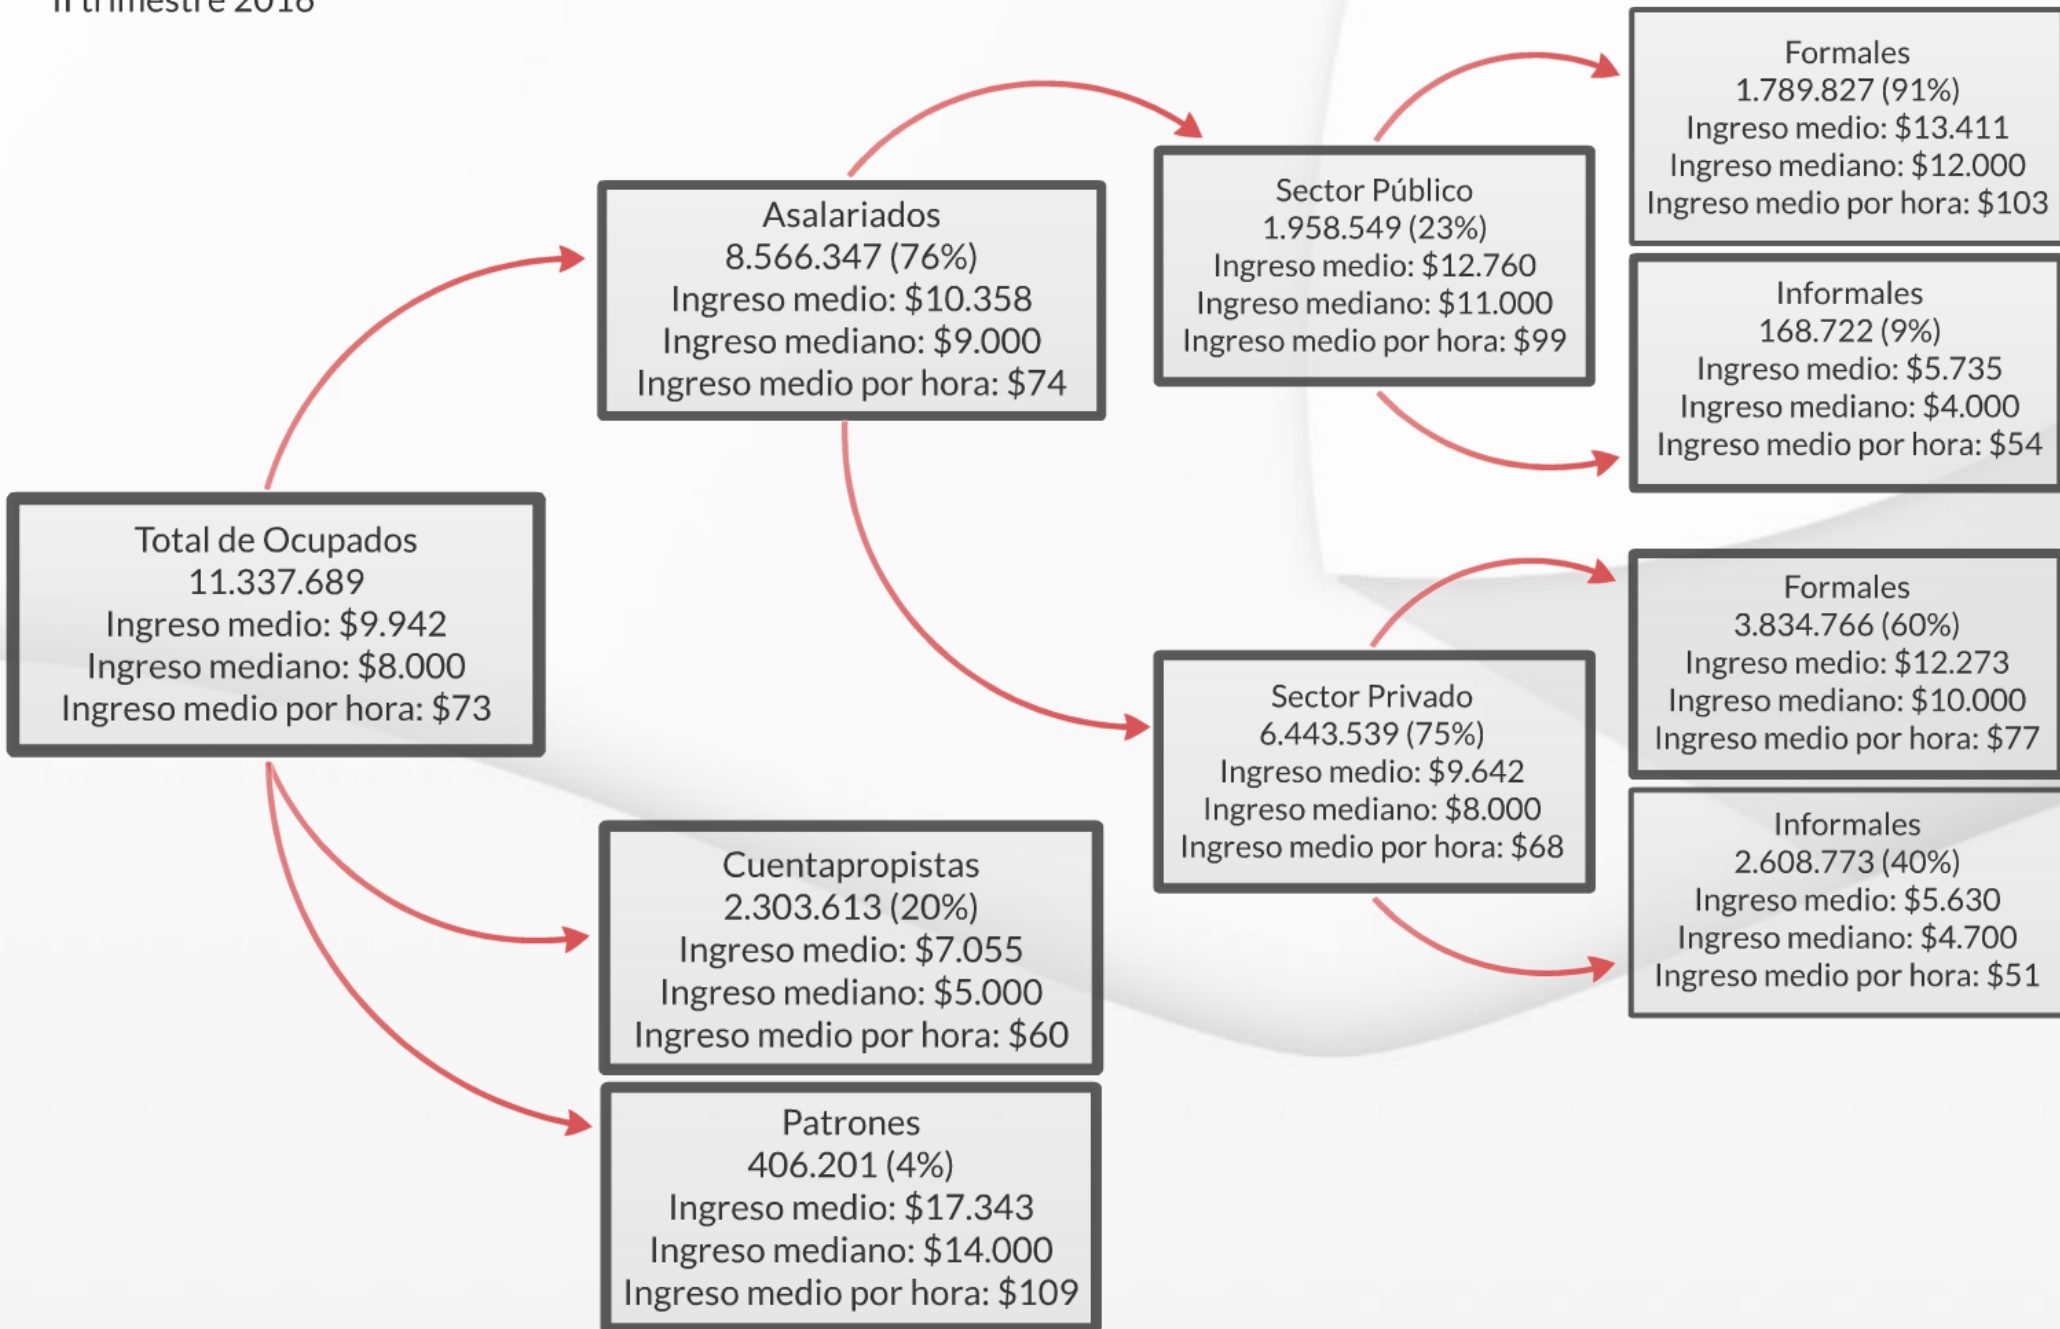 II trimestre 2016
Total de Ocupados
11.337.689
Ingreso medio: $9.942
Ingreso mediano: $8.000
Ingreso medio por hora: $73
Asalariados
8.566.347 (76%)
Ingreso medio: $10.358
Ingreso mediano: $9.000
Ingreso medio por hora: $74
Cuentapropistas
2.303.613 (20%)
Ingreso medio: $7.055
Ingreso mediano: $5.000
Ingreso medio por hora: $60
Patrones
406.201 (4%)
Ingreso medio: $17.343
Ingreso mediano: $14.000
Ingreso medio por hora: $109
Sector Público
1.958.549 (23%)
Ingreso medio: $12.760
Ingreso mediano: $11.000
Ingreso medio por hora: $99
Sector Privado
6.443.539 (75%)
Ingreso medio: $9.642
Ingreso mediano: $8.000
Ingreso medio por hora: $68
Formales
1.789.827 (91%)
Ingreso medio: $13.411
Ingreso mediano: $12.000
Ingreso medio por hora: $103
Informales
168.722 (9%)
Ingreso medio: $5.735
Ingreso mediano: $4.000
Ingreso medio por hora: $54
Formales
3.834.766 (60%)
Ingreso medio: $12.273
Ingreso mediano: $10.000
Ingreso medio por hora: $77
Informales
2.608.773 (40%)
Ingreso medio: $5.630
Ingreso mediano: $4.700
Ingreso medio por hora: $51